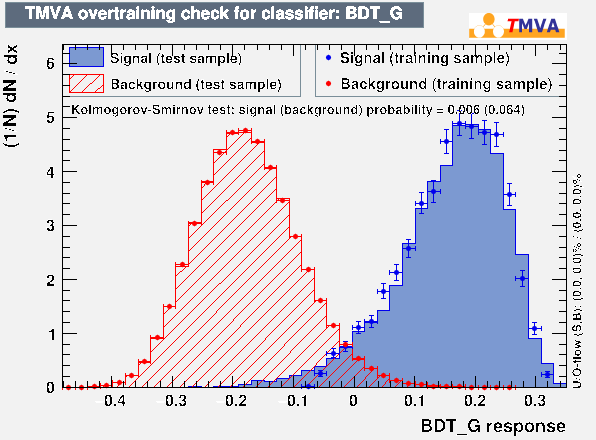 TMVA overtraining check for classifier: BDT_G
TMVA
Signal (test sample)
Background (test sample)
Signal (training sample)
Background (training sample)
Kolmogorov-Smirnov test: signal (background) probability = 0.006 (0.064)
(1/N) dN / dx
6
5
4
3
2
1
0
0.4 -0.3 -0.2 -0.1 0 0.1 0.2 0.3
BDT_G response
U/O-flow (S,B): (0.0, 0.0)% / (0.0, 0.0)%